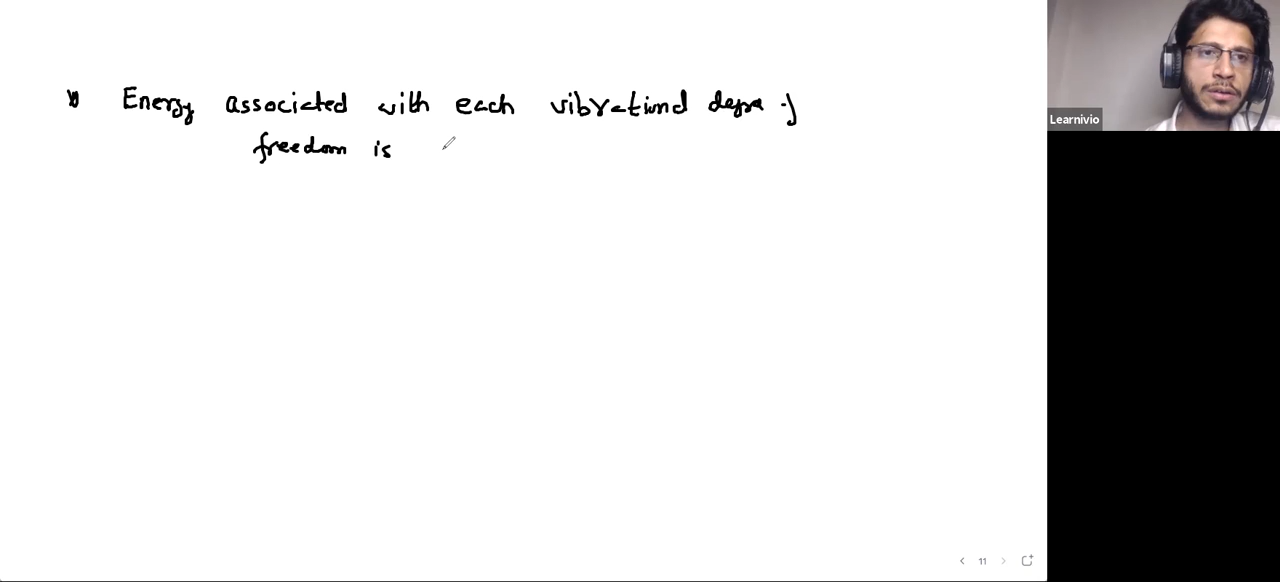 Energy associated with each vibrational degree of
freedom is
Learnivio
11